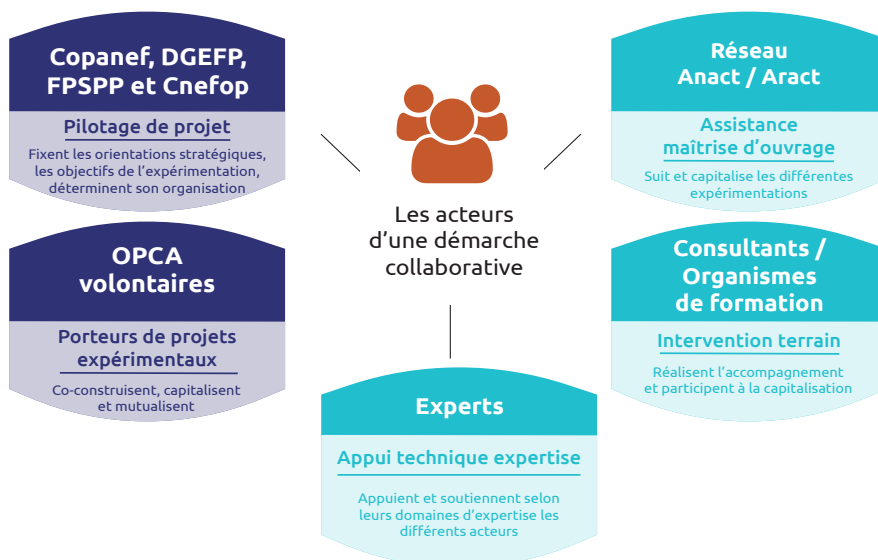 Copanef, DGEFP,
FPSPP et Cnefop
Pilotage de projet
Fixent les orientations stratégiques,
les objectifs de l’expérimentation,
déterminent son organisation
OPCA
volontaires
Porteurs de projets
expérimentaux
Co-construisent, capitalisent
et mutualisent
Les acteurs
d’une démarche
collaborative
Experts
Appui technique expertise
Appuient et soutiennent selon
leurs domaines d’expertise les
différents acteurs
Réseau
Anact / Aract
Assistance
maîtrise d’ouvrage
Suit et capitalise les différentes
expérimentations
Consultants /
Organismes
de formation
Intervention terrain
Réalisent l’accompagnement
et participent à la capitalisation